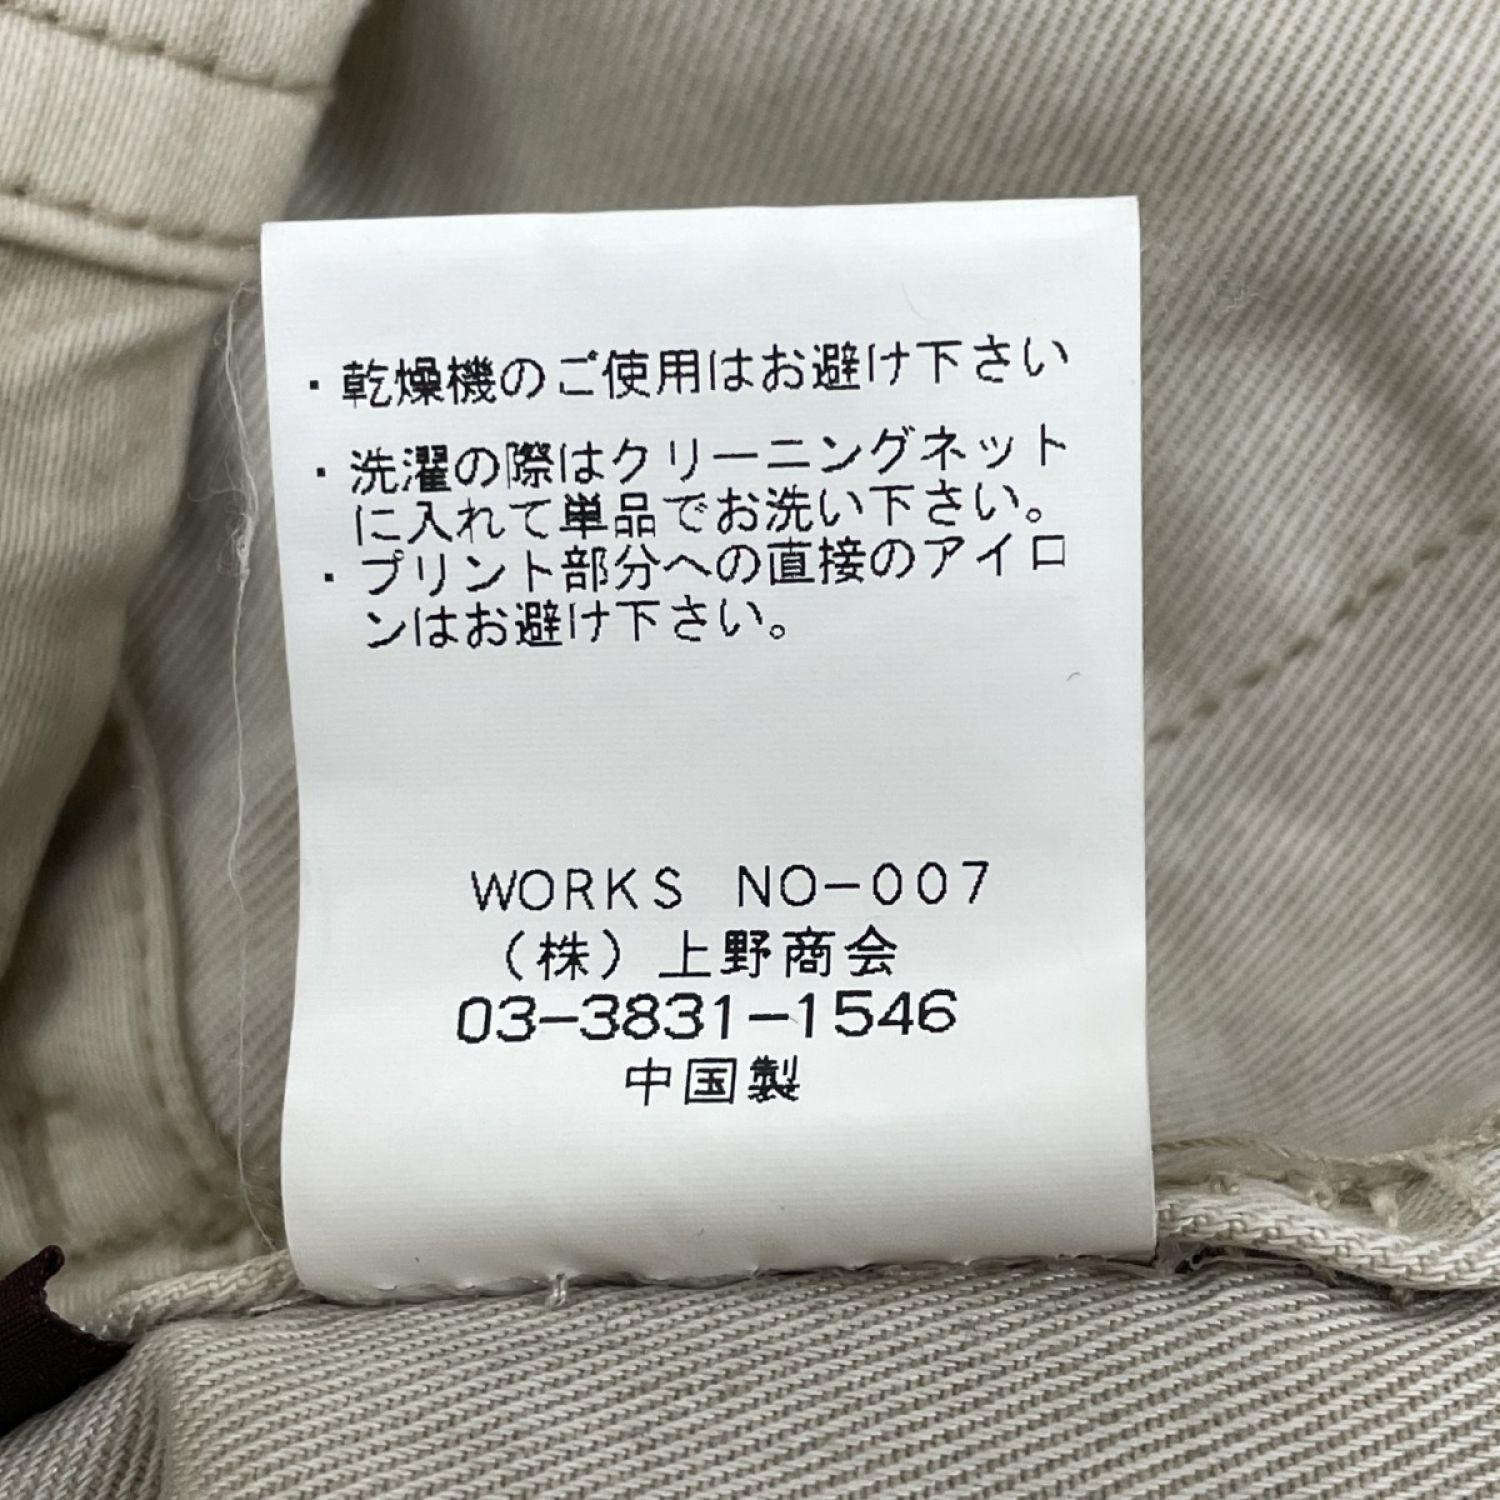 ・乾燥機のご使用はお避け下さい
・洗濯の際はクリーニングネット
に入れて単品でお洗い下さい。
・プリント部分への直接のアイロ
ンはお避け下さい。
WORKS NO-007
(株)上野商会
03-3831-1546
中国製